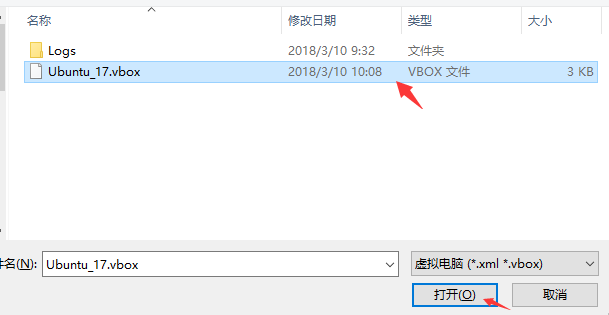 名称 修改日期 类型 大小
Logs 2018/3/10 9:32 文件夹
Ubuntu_17.vbox 2018/3/10 10:08 VBOX 文件 3 KB
件名(N): Ubuntu_17.vbox 虚拟电脑 (*.xml *.vbox)
打开(O) 取消